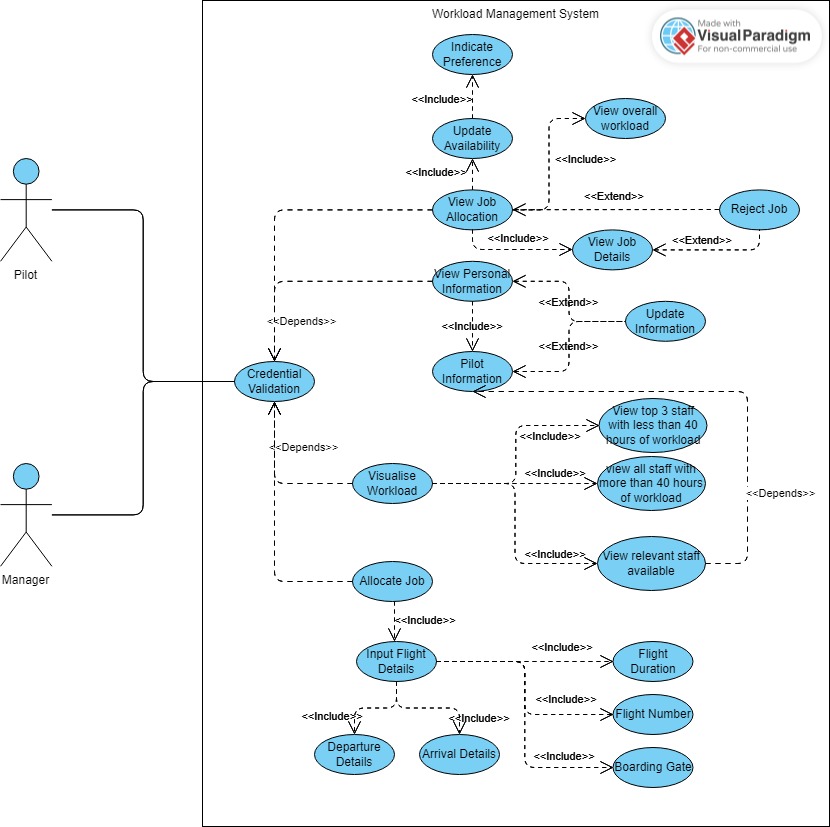 Workload Management System
Made with
VisualParadigm
For non-commercial use
Indicate
Preference
<<Include>>
View overall
workload
Update
Availability
<<Include>>
<<Include>>
Pilot
View Job
Allocation
<<Extend>>
Reject Job
<<Include>>
View Job
Details
<<Extend>>
View Personal
Information
<<Extend>>
<<Depends>>
<<Include>>
Update
Information
<<Extend>>
Pilot
Information
Credential
Validation
View top 3 staff
with less than 40
hours of workload
<<Include>>
<<Depends>>
Visualise
Workload
<<Include>>
view all staff with
more than 40 hours
of workload
<<Depends>>
<<Include>>
View relevant staff
available
Manager
Allocate Job
<<Include>>
Input Flight
Details
<<Include>>
Flight
Duration
<<Include>>
Flight Number
<<Include>>
<<Include>>
Departure
Details
Arrival Details
<<Include>>
Boarding Gate